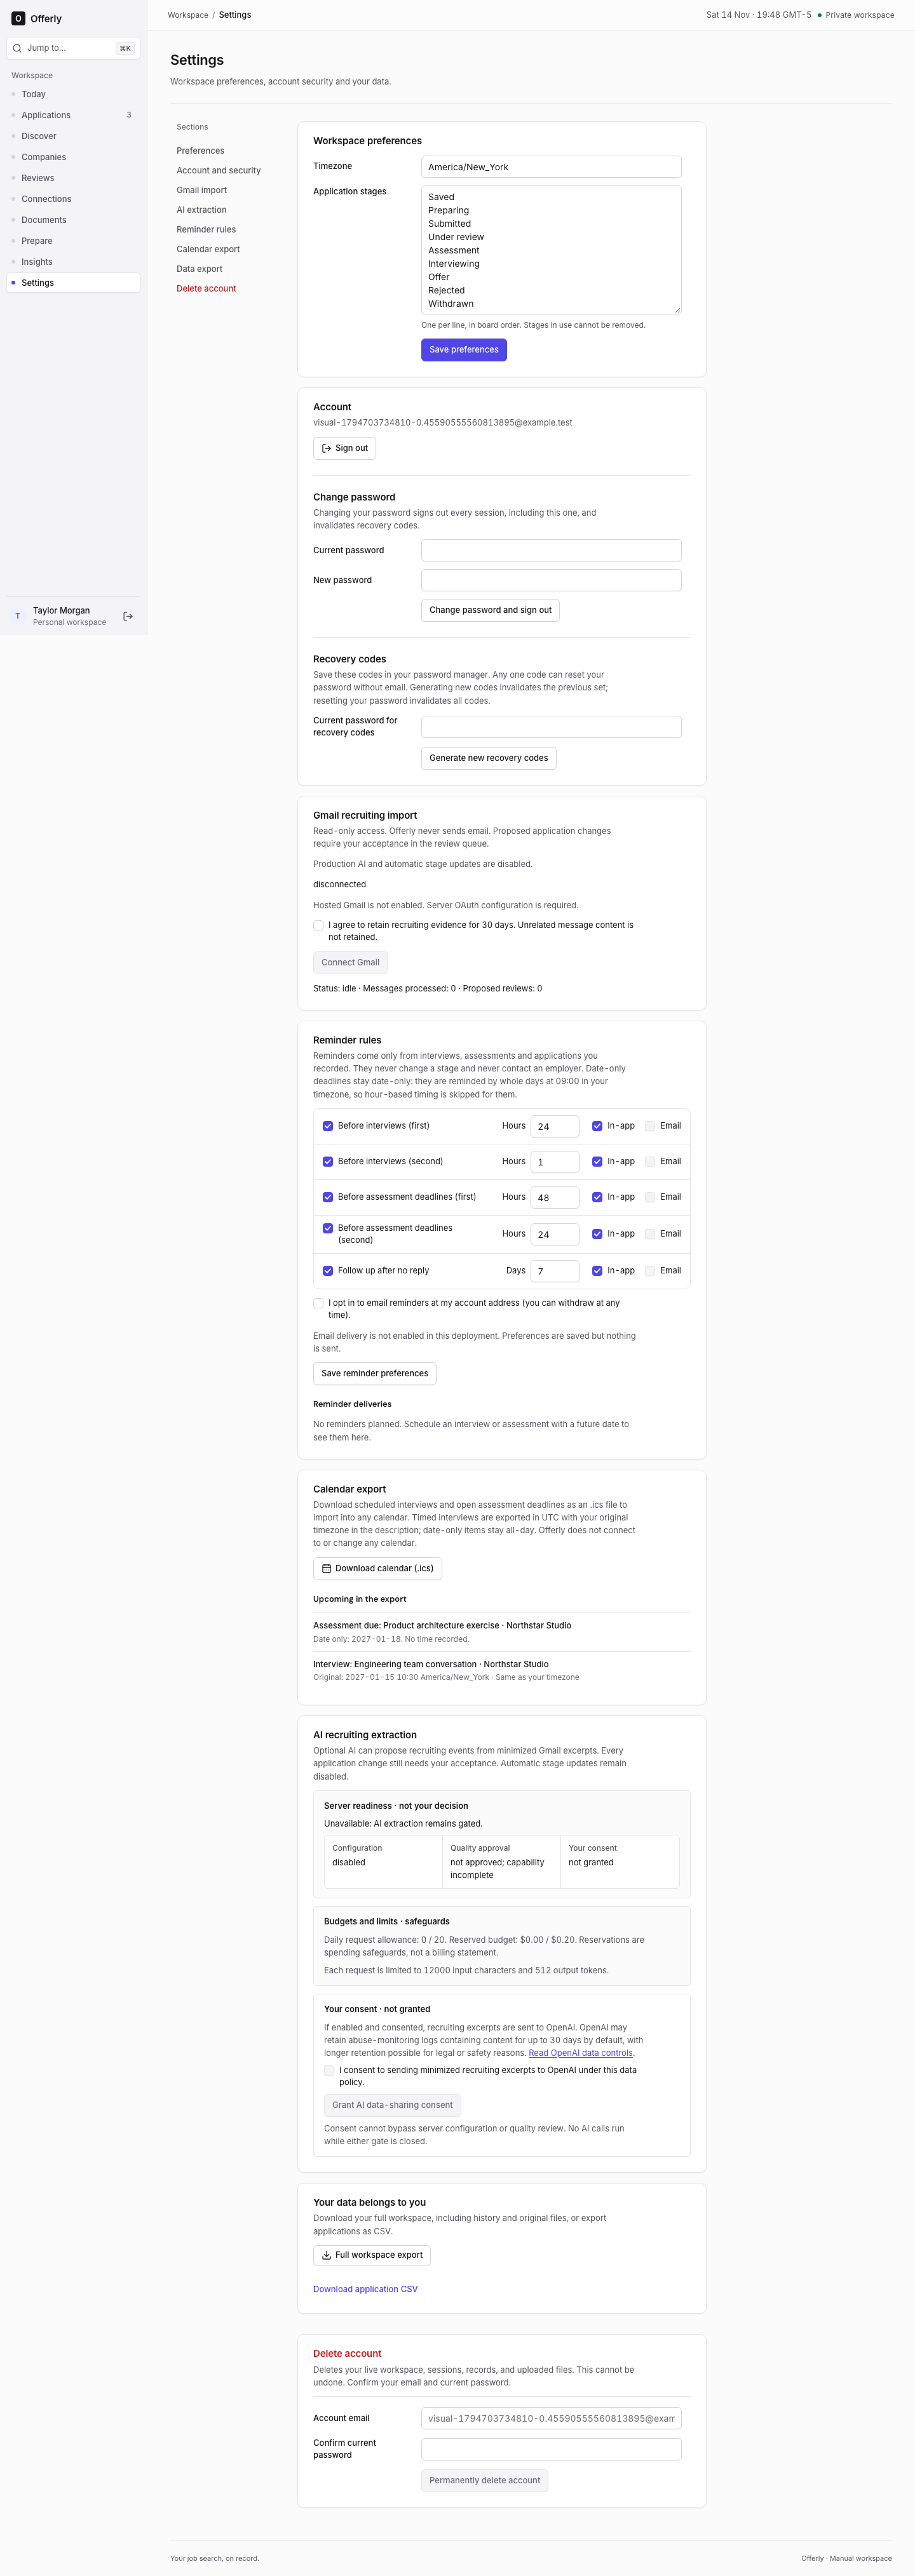 O Offerly
Jump to... ⌘K
Workspace
Today
Applications 3
Discover
Companies
Reviews
Connections
Documents
Prepare
Insights
Settings
T
Taylor Morgan
Personal workspace
Workspace / Settings
Sat 14 Nov · 19:48 GMT-5 Private workspace
Settings
Workspace preferences, account security and your data.
Sections
Preferences
Account and security
Gmail import
AI extraction
Reminder rules
Calendar export
Data export
Delete account
Workspace preferences
Timezone America/New_York
Application stages
Saved
Preparing
Submitted
Under review
Assessment
Interviewing
Offer
Rejected
Withdrawn
One per line, in board order. Stages in use cannot be removed.
Save preferences
Account
visual-1794703734810-0.45590555560813895@example.test
Sign out
Change password
Changing your password signs out every session, including this one, and
invalidates recovery codes.
Current password
New password
Change password and sign out
Recovery codes
Save these codes in your password manager. Any one code can reset your
password without email. Generating new codes invalidates the previous set;
resetting your password invalidates all codes.
Current password for
recovery codes
Generate new recovery codes
Gmail recruiting import
Read-only access. Offerly never sends email. Proposed application changes
require your acceptance in the review queue.
Production AI and automatic stage updates are disabled.
disconnected
Hosted Gmail is not enabled. Server OAuth configuration is required.
I agree to retain recruiting evidence for 30 days. Unrelated message content is
not retained.
Connect Gmail
Status: idle · Messages processed: 0 · Proposed reviews: 0
Reminder rules
Reminders come only from interviews, assessments and applications you
recorded. They never change a stage and never contact an employer. Date-only
deadlines stay date-only: they are reminded by whole days at 09:00 in your
timezone, so hour-based timing is skipped for them.
Before interviews (first) Hours 24 In-app Email
Before interviews (second) Hours 1 In-app Email
Before assessment deadlines (first) Hours 48 In-app Email
Before assessment deadlines
(second) Hours 24 In-app Email
Follow up after no reply Days 7 In-app Email
I opt in to email reminders at my account address (you can withdraw at any
time).
Email delivery is not enabled in this deployment. Preferences are saved but nothing
is sent.
Save reminder preferences
Reminder deliveries
No reminders planned. Schedule an interview or assessment with a future date to
see them here.
Calendar export
Download scheduled interviews and open assessment deadlines as an .ics file to
import into any calendar. Timed interviews are exported in UTC with your original
timezone in the description; date-only items stay all-day. Offerly does not connect
to or change any calendar.
Download calendar (.ics)
Upcoming in the export
Assessment due: Product architecture exercise · Northstar Studio
Date only: 2027-01-18. No time recorded.
Interview: Engineering team conversation · Northstar Studio
Original: 2027-01-15 10:30 America/New_York · Same as your timezone
AI recruiting extraction
Optional AI can propose recruiting events from minimized Gmail excerpts. Every
application change still needs your acceptance. Automatic stage updates remain
disabled.
Server readiness · not your decision
Unavailable: AI extraction remains gated.
Configuration
disabled
Quality approval
not approved; capability
incomplete
Your consent
not granted
Budgets and limits · safeguards
Daily request allowance: 0 / 20. Reserved budget: $0.00 / $0.20. Reservations are
spending safeguards, not a billing statement.
Each request is limited to 12000 input characters and 512 output tokens.
Your consent · not granted
If enabled and consented, recruiting excerpts are sent to OpenAI. OpenAI may
retain abuse-monitoring logs containing content for up to 30 days by default, with
longer retention possible for legal or safety reasons. Read OpenAI data controls.
I consent to sending minimized recruiting excerpts to OpenAI under this data
policy.
Grant AI data-sharing consent
Consent cannot bypass server configuration or quality review. No AI calls run
while either gate is closed.
Your data belongs to you
Download your full workspace, including history and original files, or export
applications as CSV.
Full workspace export
Download application CSV
Delete account
Deletes your live workspace, sessions, records, and uploaded files. This cannot be
undone. Confirm your email and current password.
Account email visual-1794703734810-0.45590555560813895@exam
Confirm current
password
Permanently delete account
Your job search, on record.
Offerly · Manual workspace